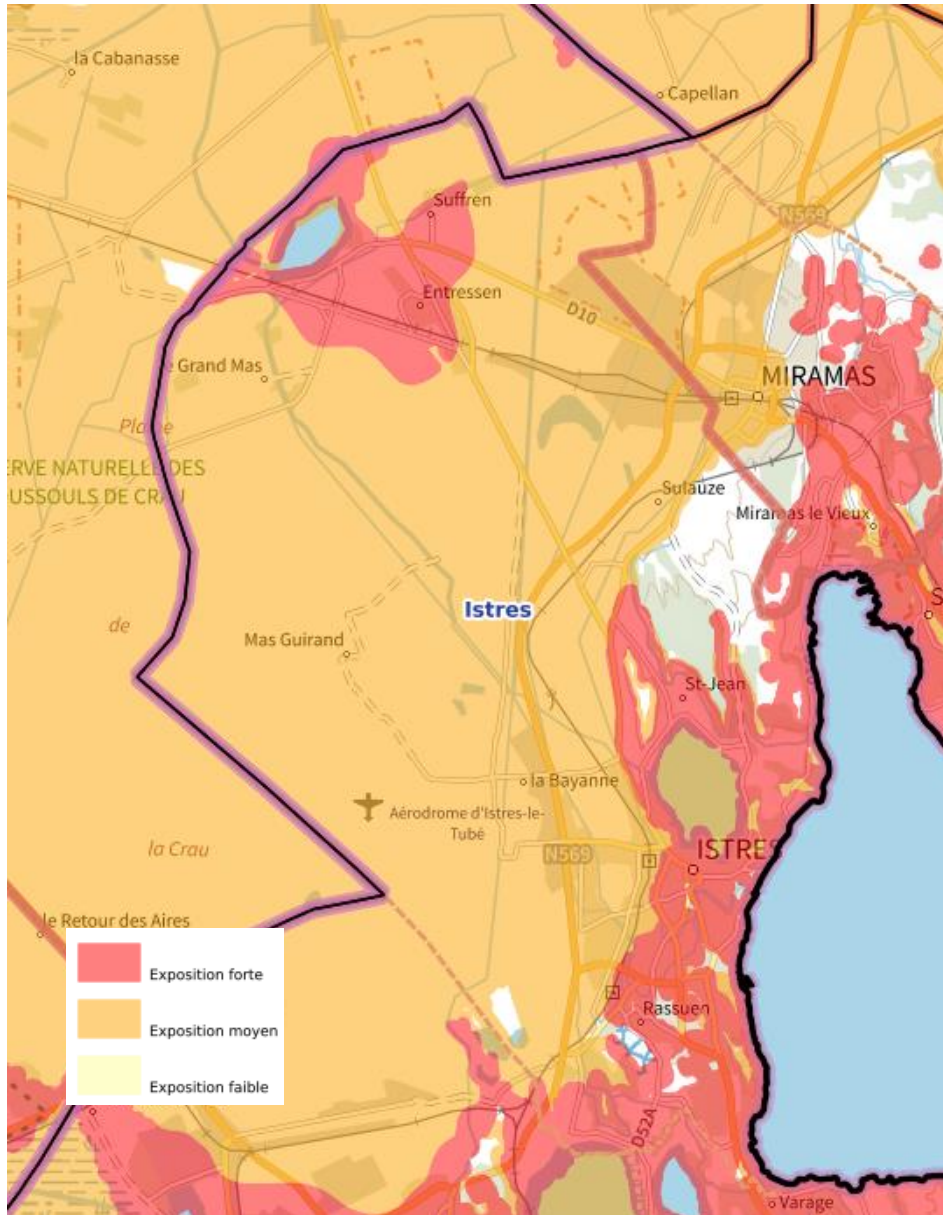 la Cabanasse
Capellan
Suffren
N569
Entressen
D10
Grand Mas
MIRAMAS
Plaine
ERVE NATURELLE DES
OUSSOULS DE CRAU
Sulauze
Miramas le Vieux
Istres
S
de
Mas Guirand
St-Jean
la Bayanne
Aérodrome d'Istres-le-
Tubé
la Crau
N569
ISTRES
le Retour des Aires
Exposition forte
Rassuen
Exposition moyen
Exposition faible
D52A
Varage